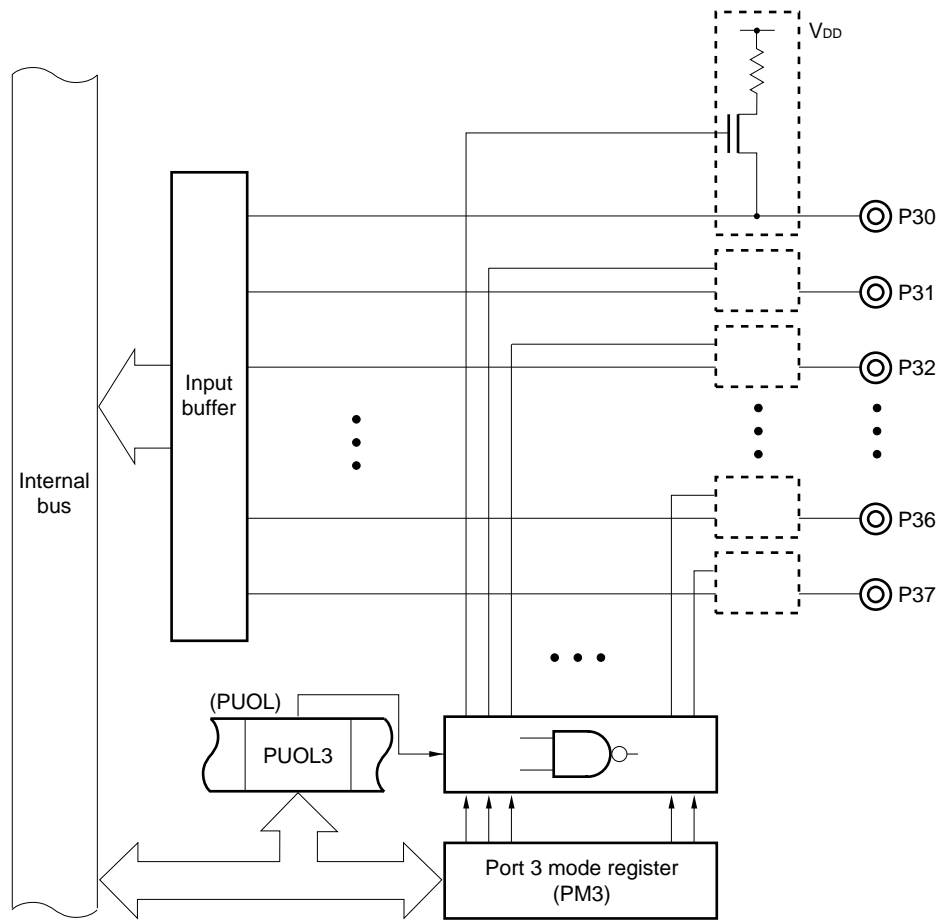 VDD
P30
P31
P32
Input
buffer
Internal
bus
P36
P37
(PUOL)
PUOL3
Port 3 mode register
(PM3)